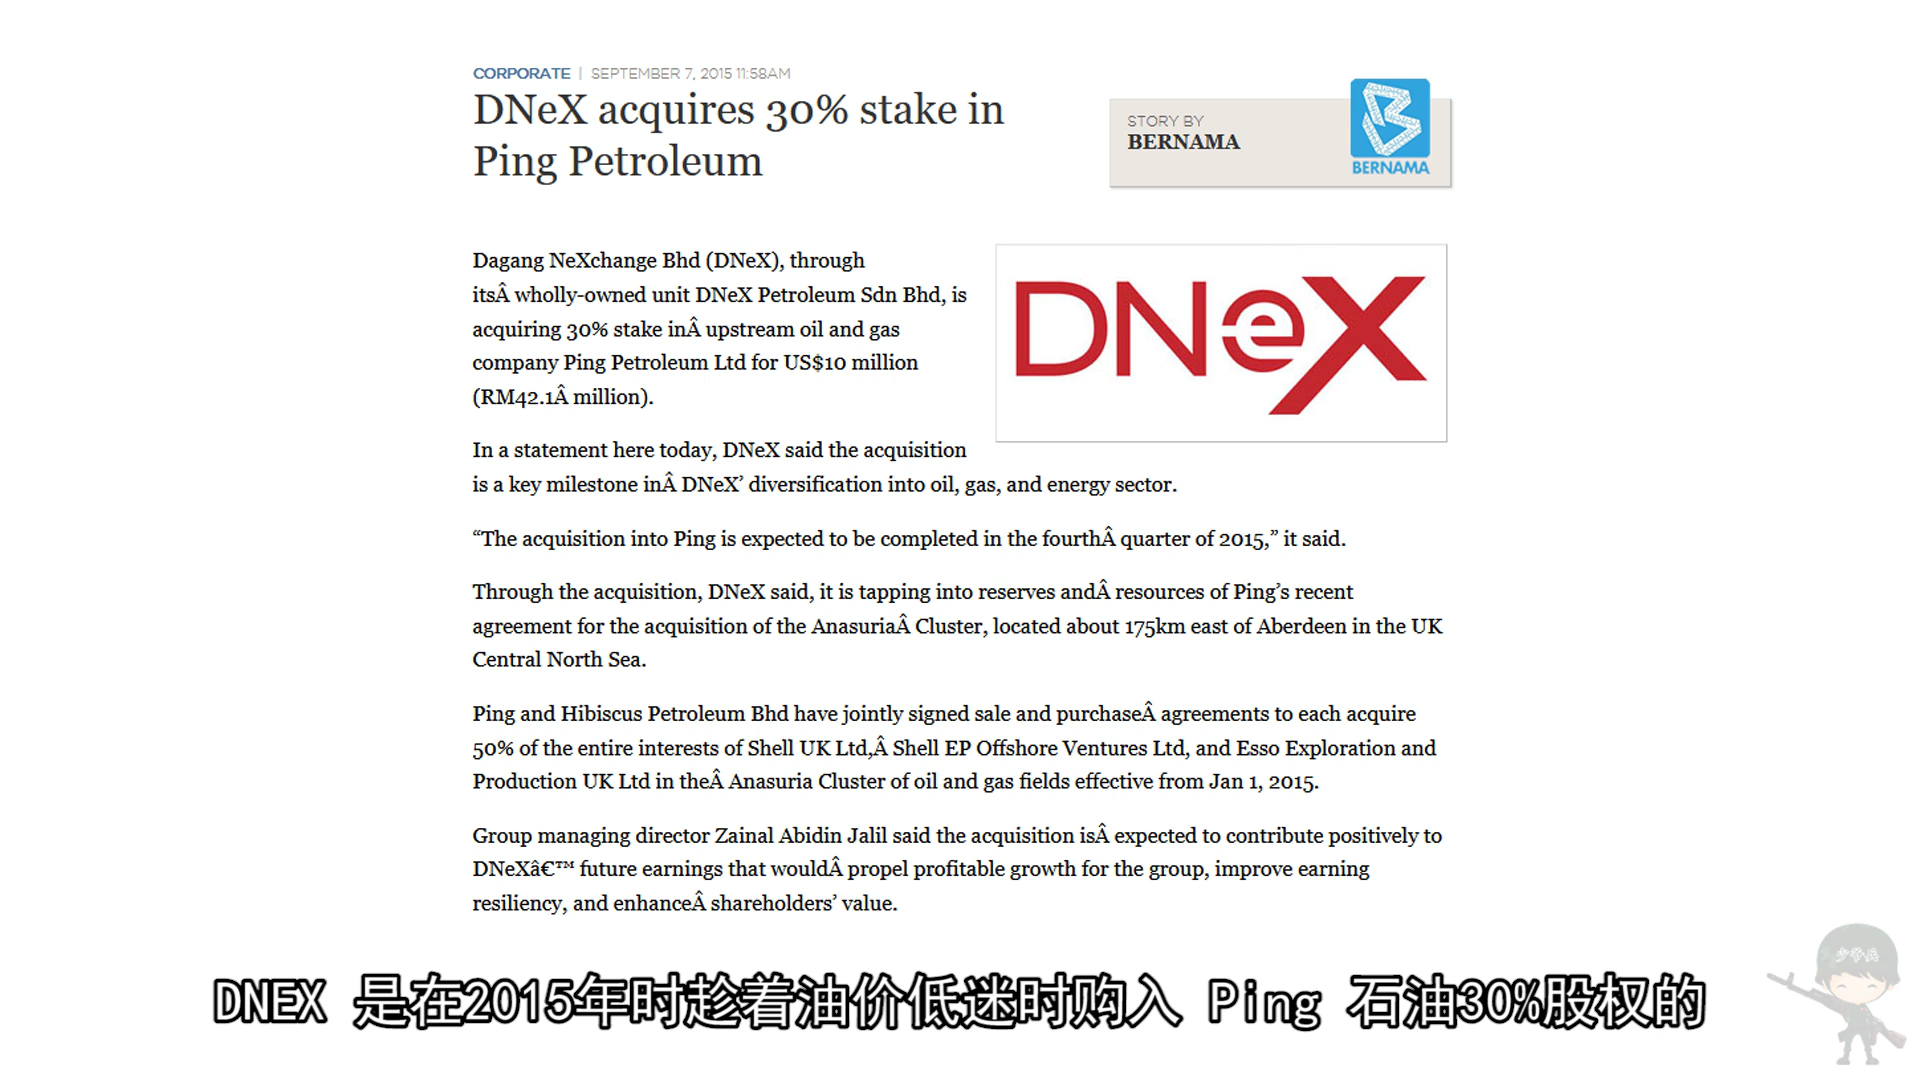 CORPORATE | SEPTEMBER 7, 2015 11:58AM
DNeX acquires 30% stake in
Ping Petroleum
STORY BY
BERNAMA
BERNAMA
DNeX
Dagang NeXchange Bhd (DNeX), through
itsÂ wholly-owned unit DNeX Petroleum Sdn Bhd, is
acquiring 30% stake inÂ upstream oil and gas
company Ping Petroleum Ltd for US$10 million
(RM42.1Â million).
In a statement here today, DNeX said the acquisition
is a key milestone inÂ DNeX’ diversification into oil, gas, and energy sector.
“The acquisition into Ping is expected to be completed in the fourthÂ quarter of 2015,” it said.
Through the acquisition, DNeX said, it is tapping into reserves andÂ resources of Ping’s recent
agreement for the acquisition of the AnasuriaÂ Cluster, located about 175km east of Aberdeen in the UK
Central North Sea.
Ping and Hibiscus Petroleum Bhd have jointly signed sale and purchaseÂ agreements to each acquire
50% of the entire interests of Shell UK Ltd,Â Shell EP Offshore Ventures Ltd, and Esso Exploration and
Production UK Ltd in theÂ Anasuria Cluster of oil and gas fields effective from Jan 1, 2015.
Group managing director Zainal Abidin Jalil said the acquisition isÂ expected to contribute positively to
DNeXâ€™ future earnings that wouldÂ propel profitable growth for the group, improve earning
resiliency, and enhanceÂ shareholders’ value.
DNEX 是在2015年时趁着油价低迷时购入 Ping 石油30%股权的